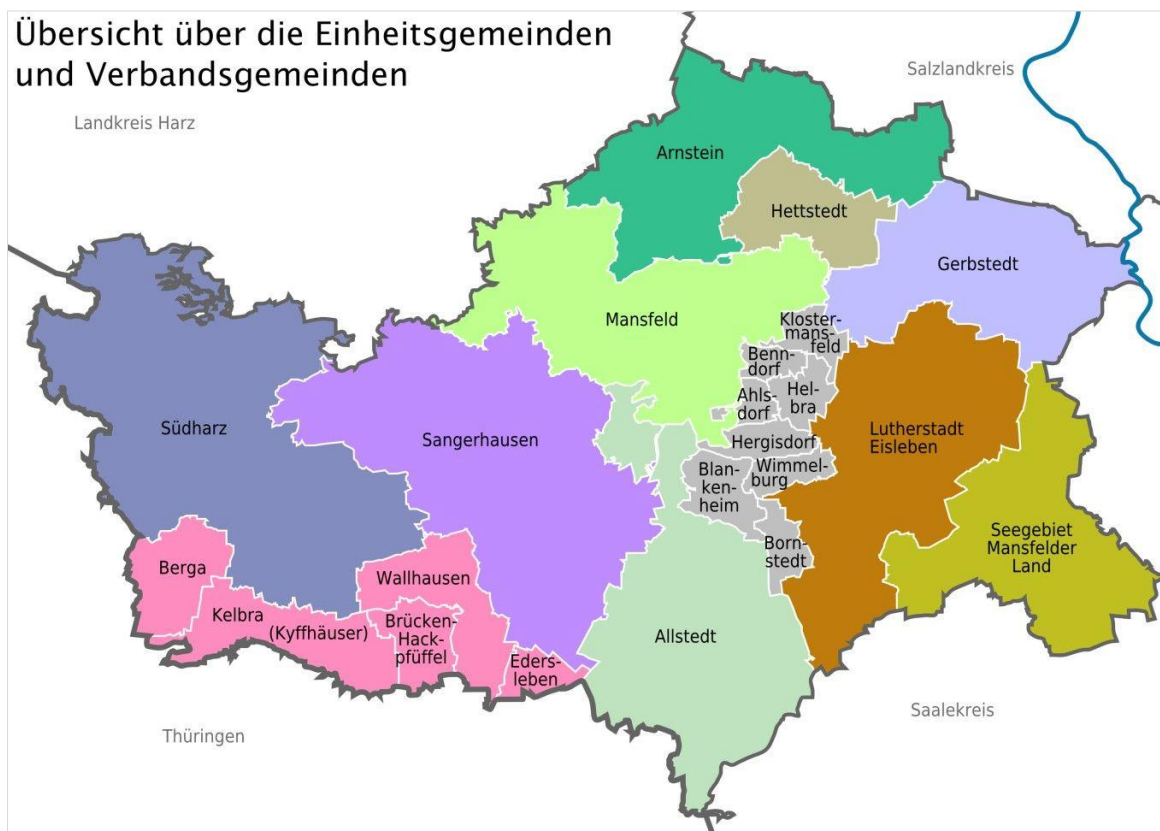 Übersicht über die Einheitsgemeinden
und Verbandsgemeinden
Salzlandkreis
Landkreis Harz
Arnstein
Hettstedt
Gerbstedt
Mansfeld
Kloster-
mans-
feld
Benn-
dorf
Ahls-
dorf
Hel-
bra
Südharz
Sangerhausen
Hergisdorf
Lutherstadt
Eisleben
Blan-
ken-
heim
Wimmel-
burg
Born-
stedt
Seegebiet
Mansfelder
Land
Berga
Wallhausen
Kelbra
(Kyffhäuser)
Brücken-
Hack-
pfüffel
Eders-
leben
Allstedt
Thüringen
Saalekreis